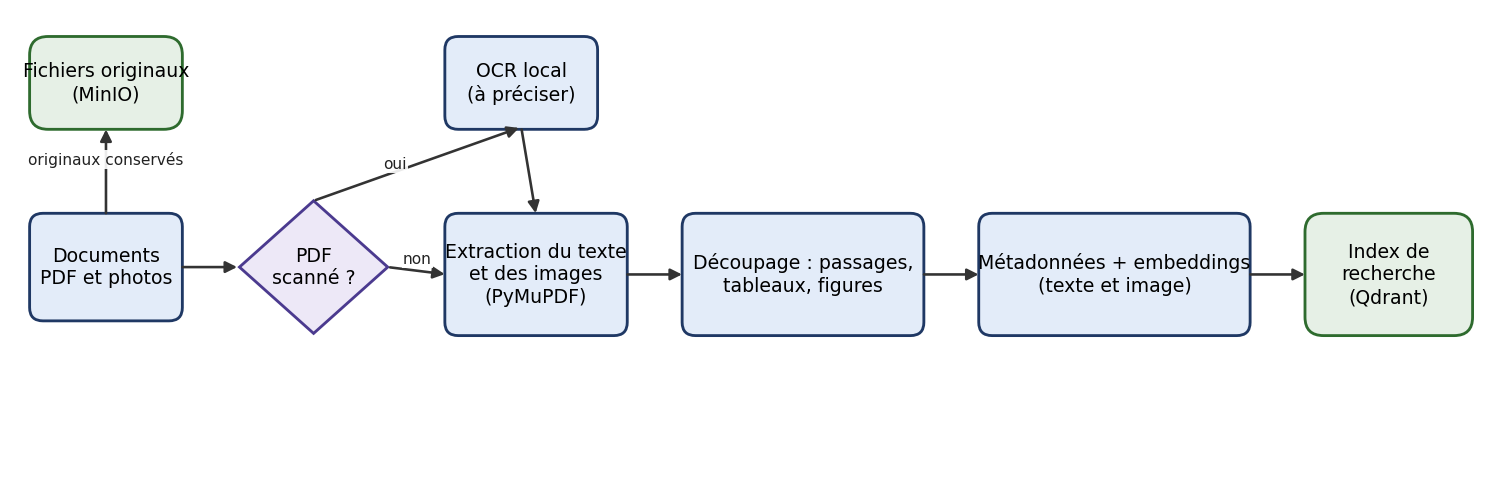 Fichiers originaux
(MinIO)
OCR local
(à préciser)
originaux conservés
oui
Documents
PDF et photos
PDF
scanné ?
non
Extraction du texte
et des images
(PyMuPDF)
Découpage : passages,
tableaux, figures
Métadonnées + embeddings
(texte et image)
Index de
recherche
(Qdrant)